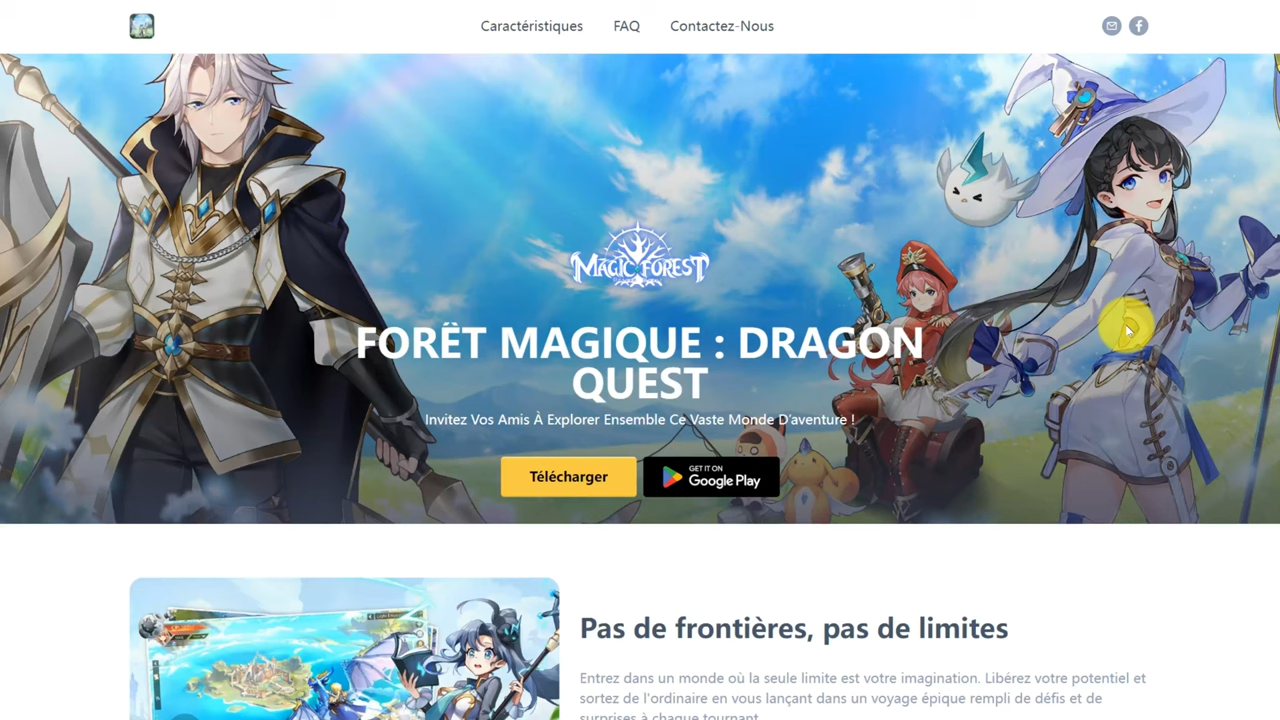 Caractéristiques
FAQ
Contactez-Nous
MAGIC FOREST
FORÊT MAGIQUE : DRAGON
QUEST
Invitez Vos Amis À Explorer Ensemble Ce Vaste Monde D'aventure !
Télécharger
GET IT ON
Google Play
Pas de frontières, pas de limites
Entrez dans un monde où la seule limite est votre imagination. Libérez votre potentiel et
sortez de l'ordinaire en vous lançant dans un voyage épique rempli de défis et de
surprises à chaque tournant.